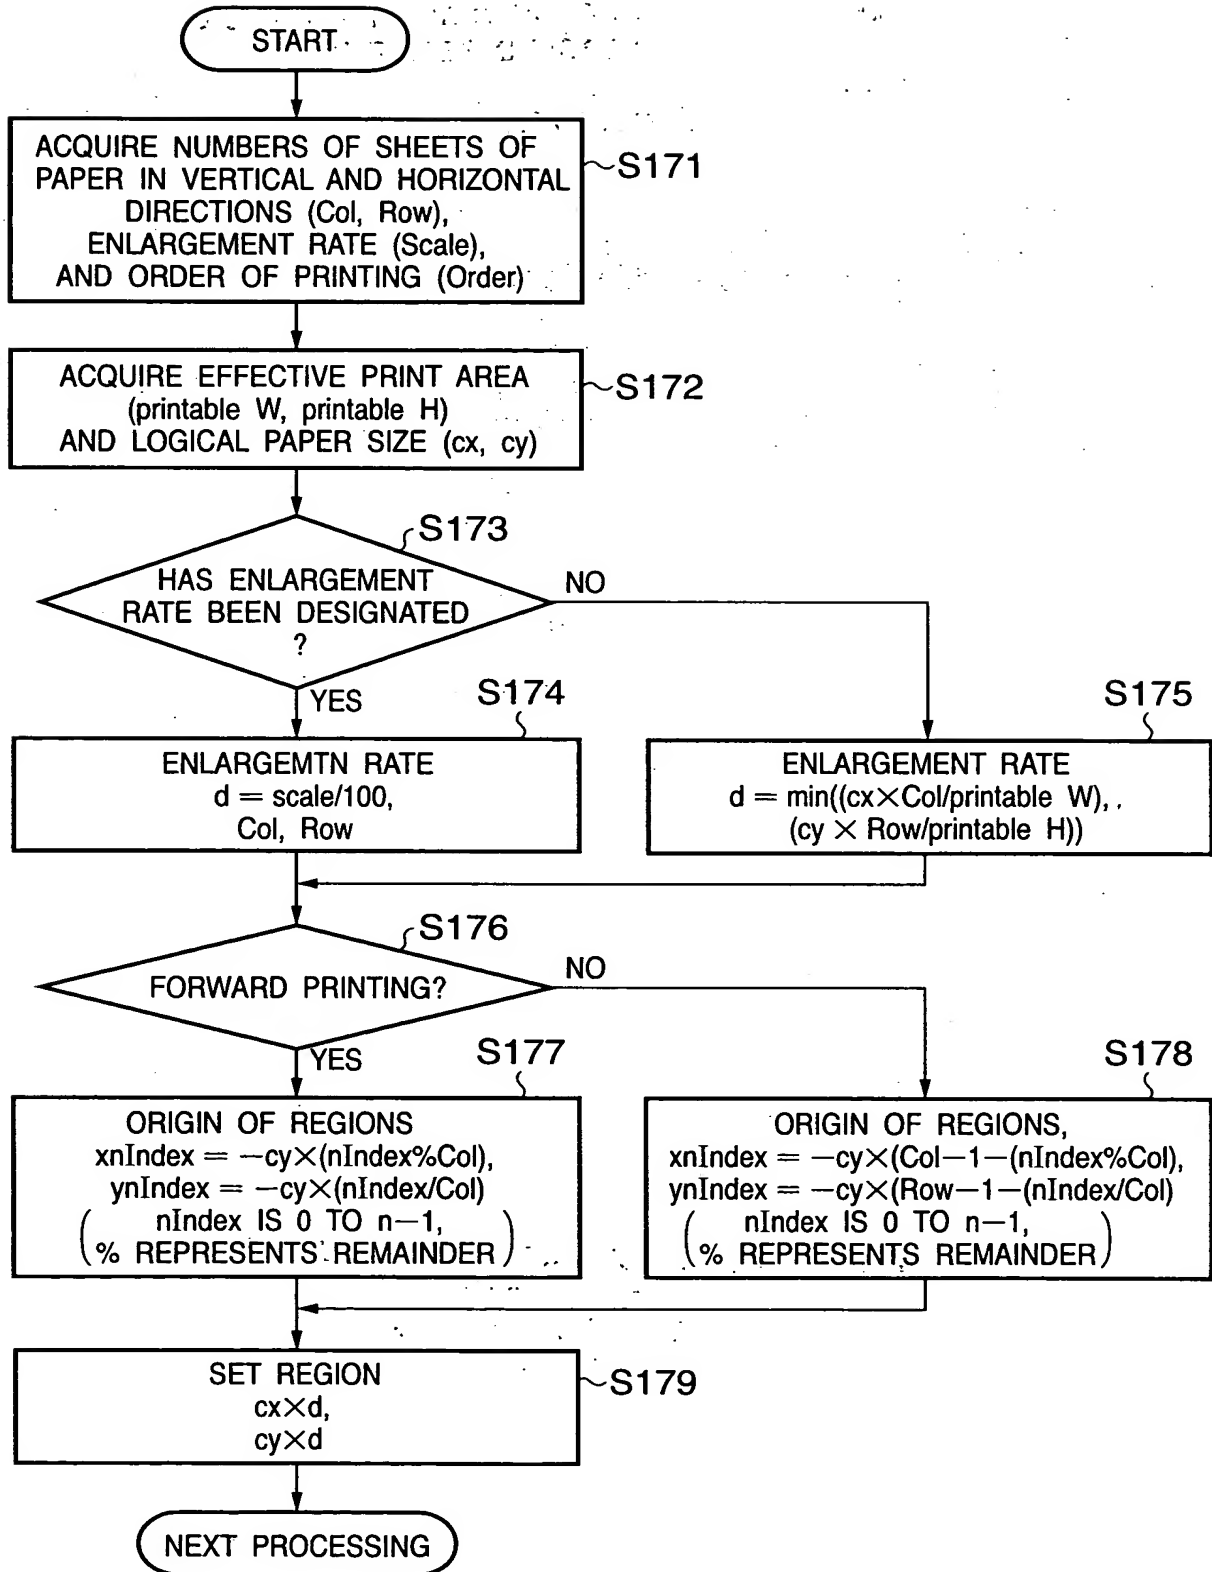 START
ACQUIRE NUMBERS OF SHEETS OF
PAPER IN VERTICAL AND HORIZONTAL
DIRECTIONS (Col, Row),
ENLARGEMENT RATE (Scale),
AND ORDER OF PRINTING (Order)
S171
ACQUIRE EFFECTIVE PRINT AREA
(printable W, printable H)
AND LOGICAL PAPER SIZE (cx, cy)
S172
S173
HAS ENLARGEMENT
RATE BEEN DESIGNATED
?
NO
YES
S174
ENLARGEMTN RATE
d = scale/100,
Col, Row
S175
ENLARGEMENT RATE
d = min((cx×Col/printable W),
(cy × Row/printable H))
S176
FORWARD PRINTING?
NO
YES
S177
ORIGIN OF REGIONS
xnIndex = −cy×(nIndex%Col),
ynIndex = −cy×(nIndex/Col)
(nIndex IS 0 TO n−1,
% REPRESENTS REMAINDER)
S178
ORIGIN OF REGIONS,
xnIndex = −cy×(Col−1−(nIndex%Col),
ynIndex = −cy×(Row−1−(nIndex/Col)
(nIndex IS 0 TO n−1,
% REPRESENTS REMAINDER)
SET REGION
cx×d,
cy×d
S179
NEXT PROCESSING